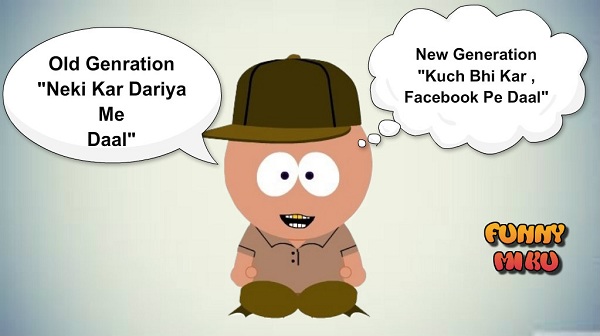 Old Genration
"Neki Kar Dariya
Me
Daal"
New Generation
"Kuch Bhi Kar ,
Facebook Pe Daal"
FUNNY
MIKU